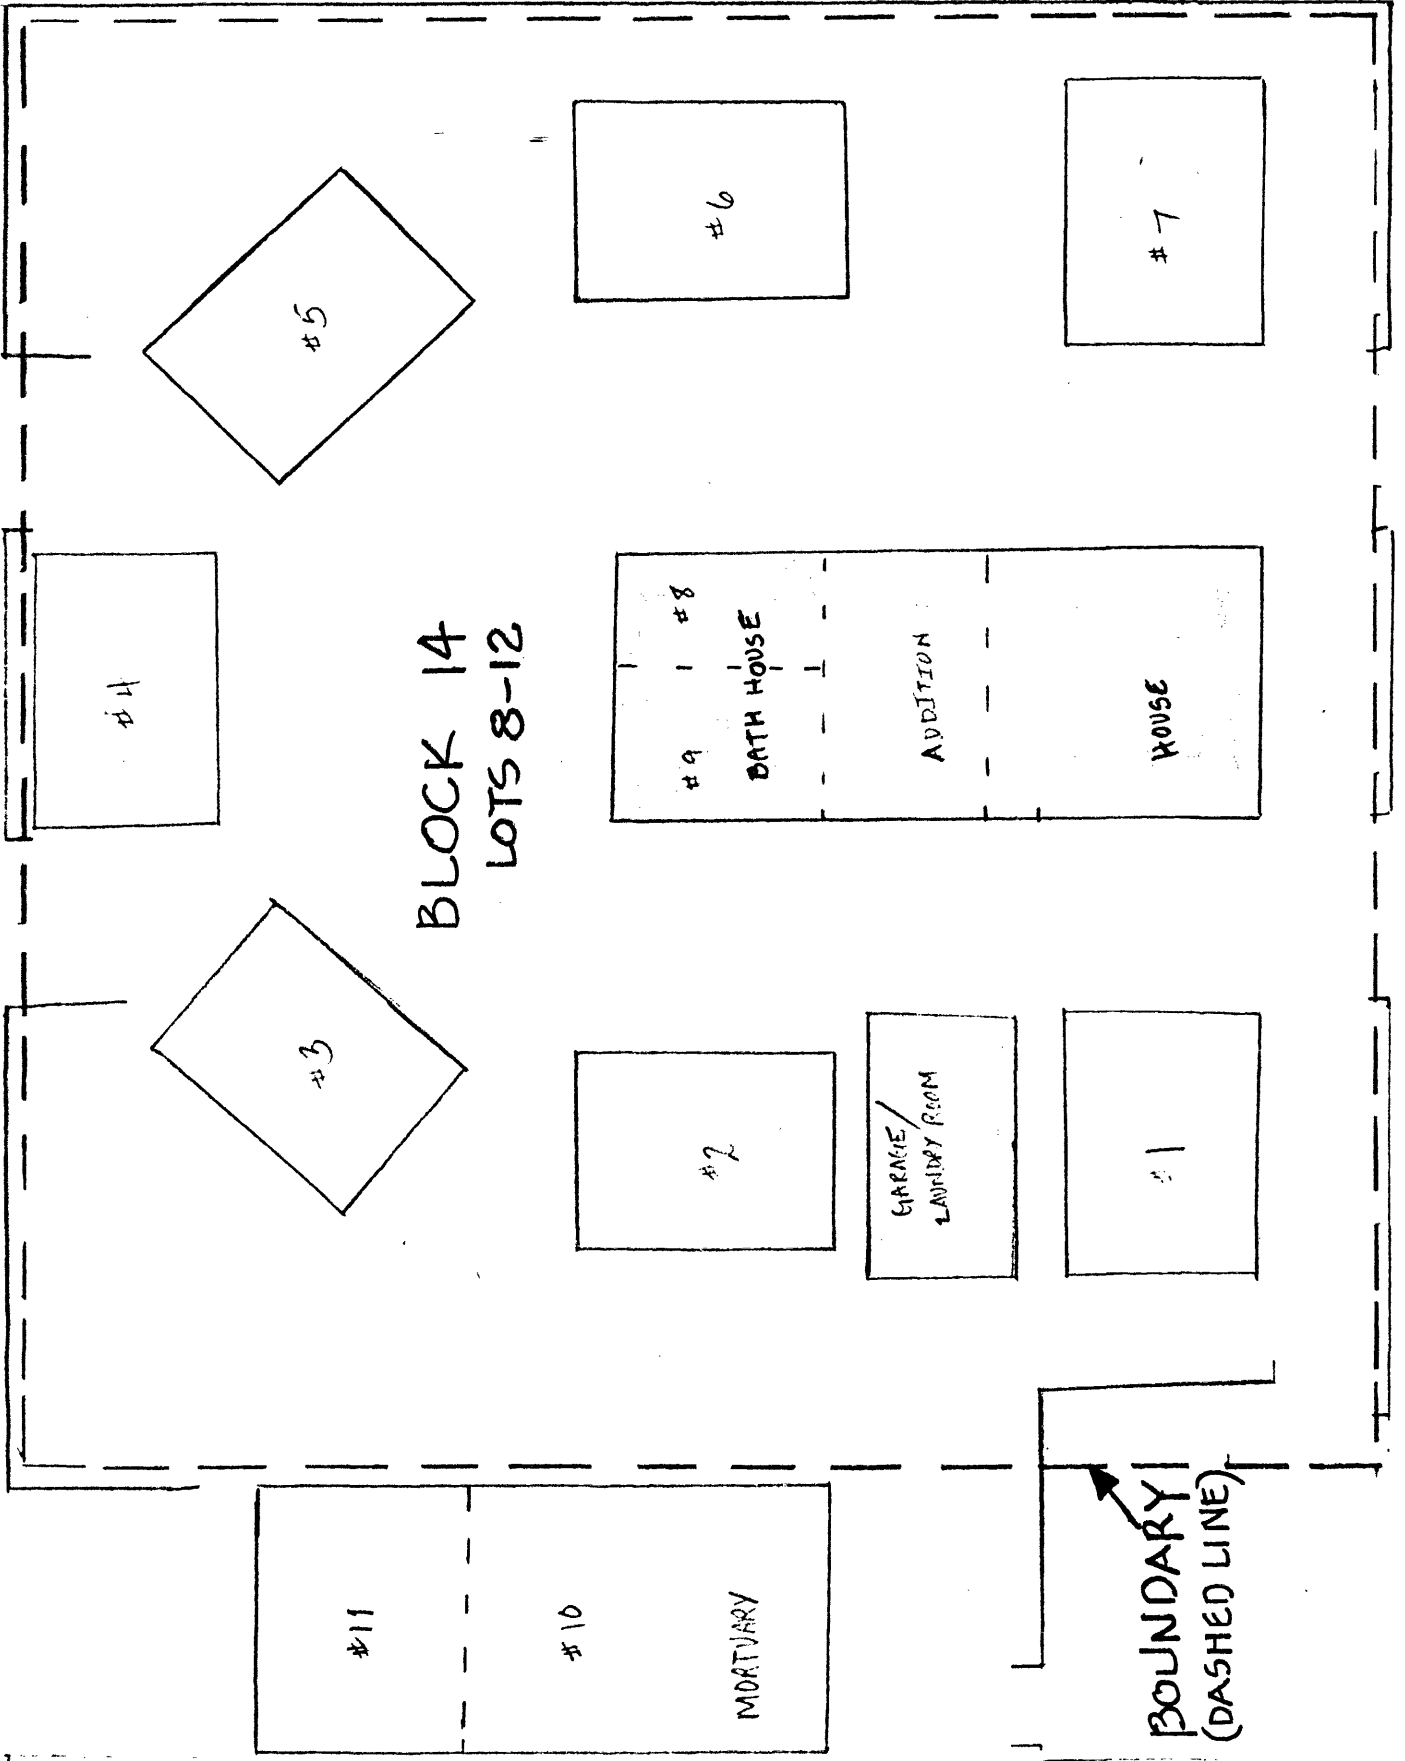 #4
#3
#5
#11
BLOCK 14
LOTS 8-12
#10
#2
#6
#9
#8
BATH HOUSE
MORTUARY
GARAGE/
LAUNDRY ROOM
ADDITION
#1
HOUSE
#7
BOUNDARY
(DASHED LINE)